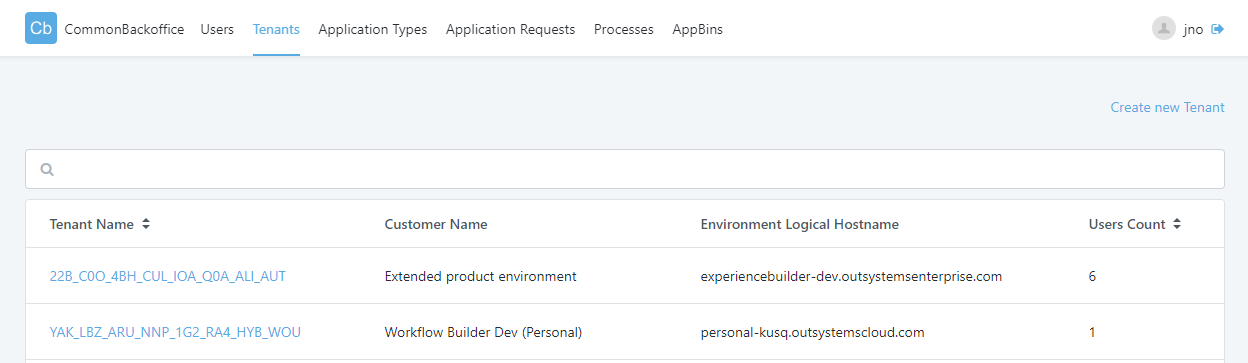 Cb CommonBackoffice Users Tenants Application Types Application Requests Processes AppBins jno
Create new Tenant
Tenant Name Customer Name Environment Logical Hostname Users Count
22B_C0O_4BH_CUL_IOA_Q0A_ALI_AUT Extended product environment experiencebuilder-dev.outsystemsenterprise.com 6
YAK_LBZ_ARU_NNP_1G2_RA4_HYB_WOU Workflow Builder Dev (Personal) personal-kusq.outsystemscloud.com 1